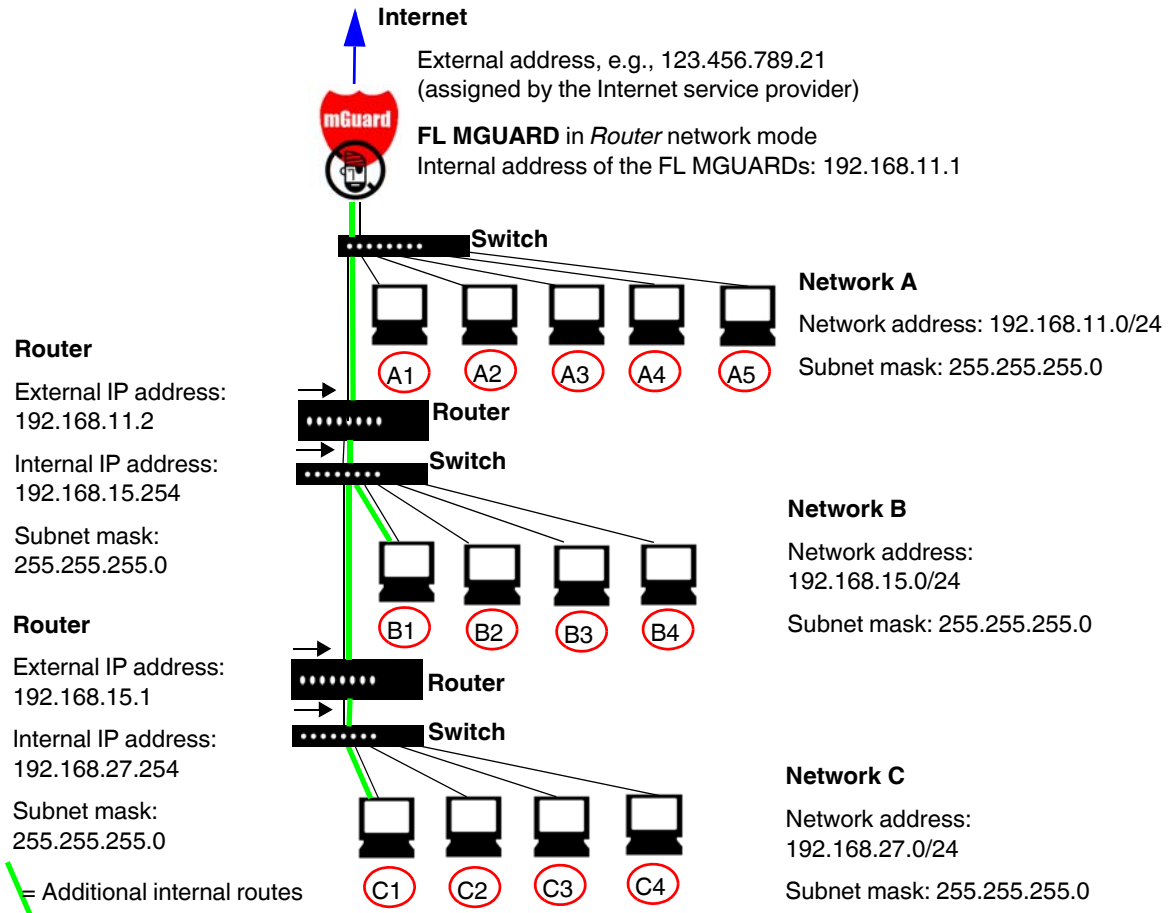 Internet
External address, e.g., 123.456.789.21
(assigned by the Internet service provider)
mGuard
FL MGUARD in Router network mode
Internal address of the FL MGUARDs: 192.168.11.1
Switch
Network A
Network address: 192.168.11.0/24
Subnet mask: 255.255.255.0
A1
A2
A3
A4
A5
Router
External IP address:
192.168.11.2
Internal IP address:
192.168.15.254
Subnet mask:
255.255.255.0
Router
Switch
Network B
Network address:
192.168.15.0/24
Subnet mask: 255.255.255.0
B1
B2
B3
B4
Router
External IP address:
192.168.15.1
Internal IP address:
192.168.27.254
Subnet mask:
255.255.255.0
Router
Switch
Network C
Network address:
192.168.27.0/24
Subnet mask: 255.255.255.0
C1
C2
C3
C4
= Additional internal routes